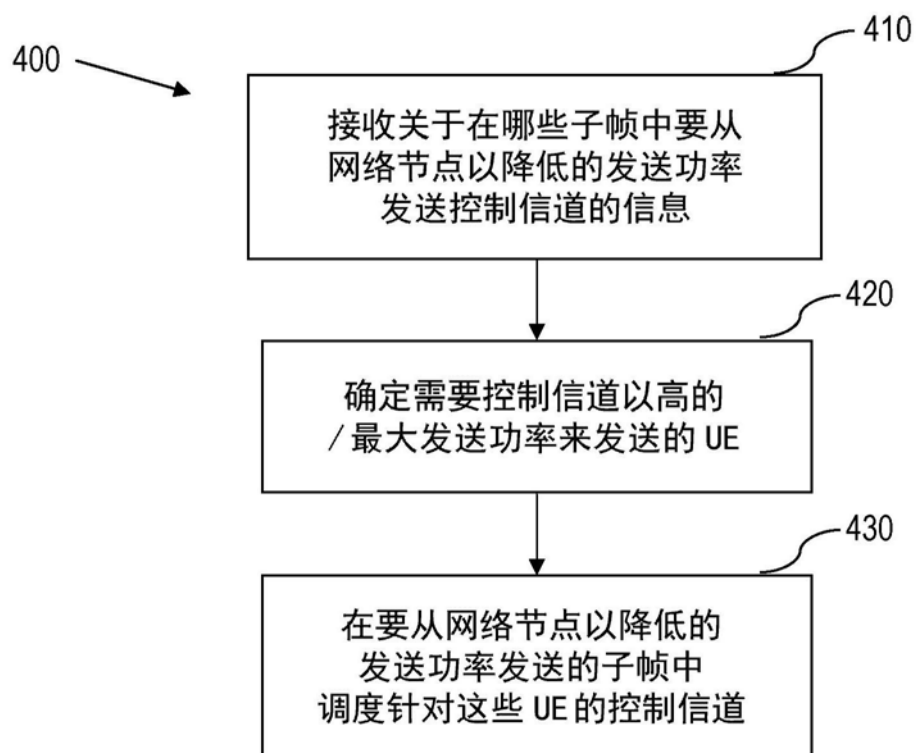 410
400
接收关于在哪些子帧中要从
网络节点以降低的发送功率
发送控制信道的信息
420
确定需要控制信道以高的
/最大发送功率来发送的 UE
430
在要从网络节点以降低的
发送功率发送的子帧中
调度针对这些 UE 的控制信道